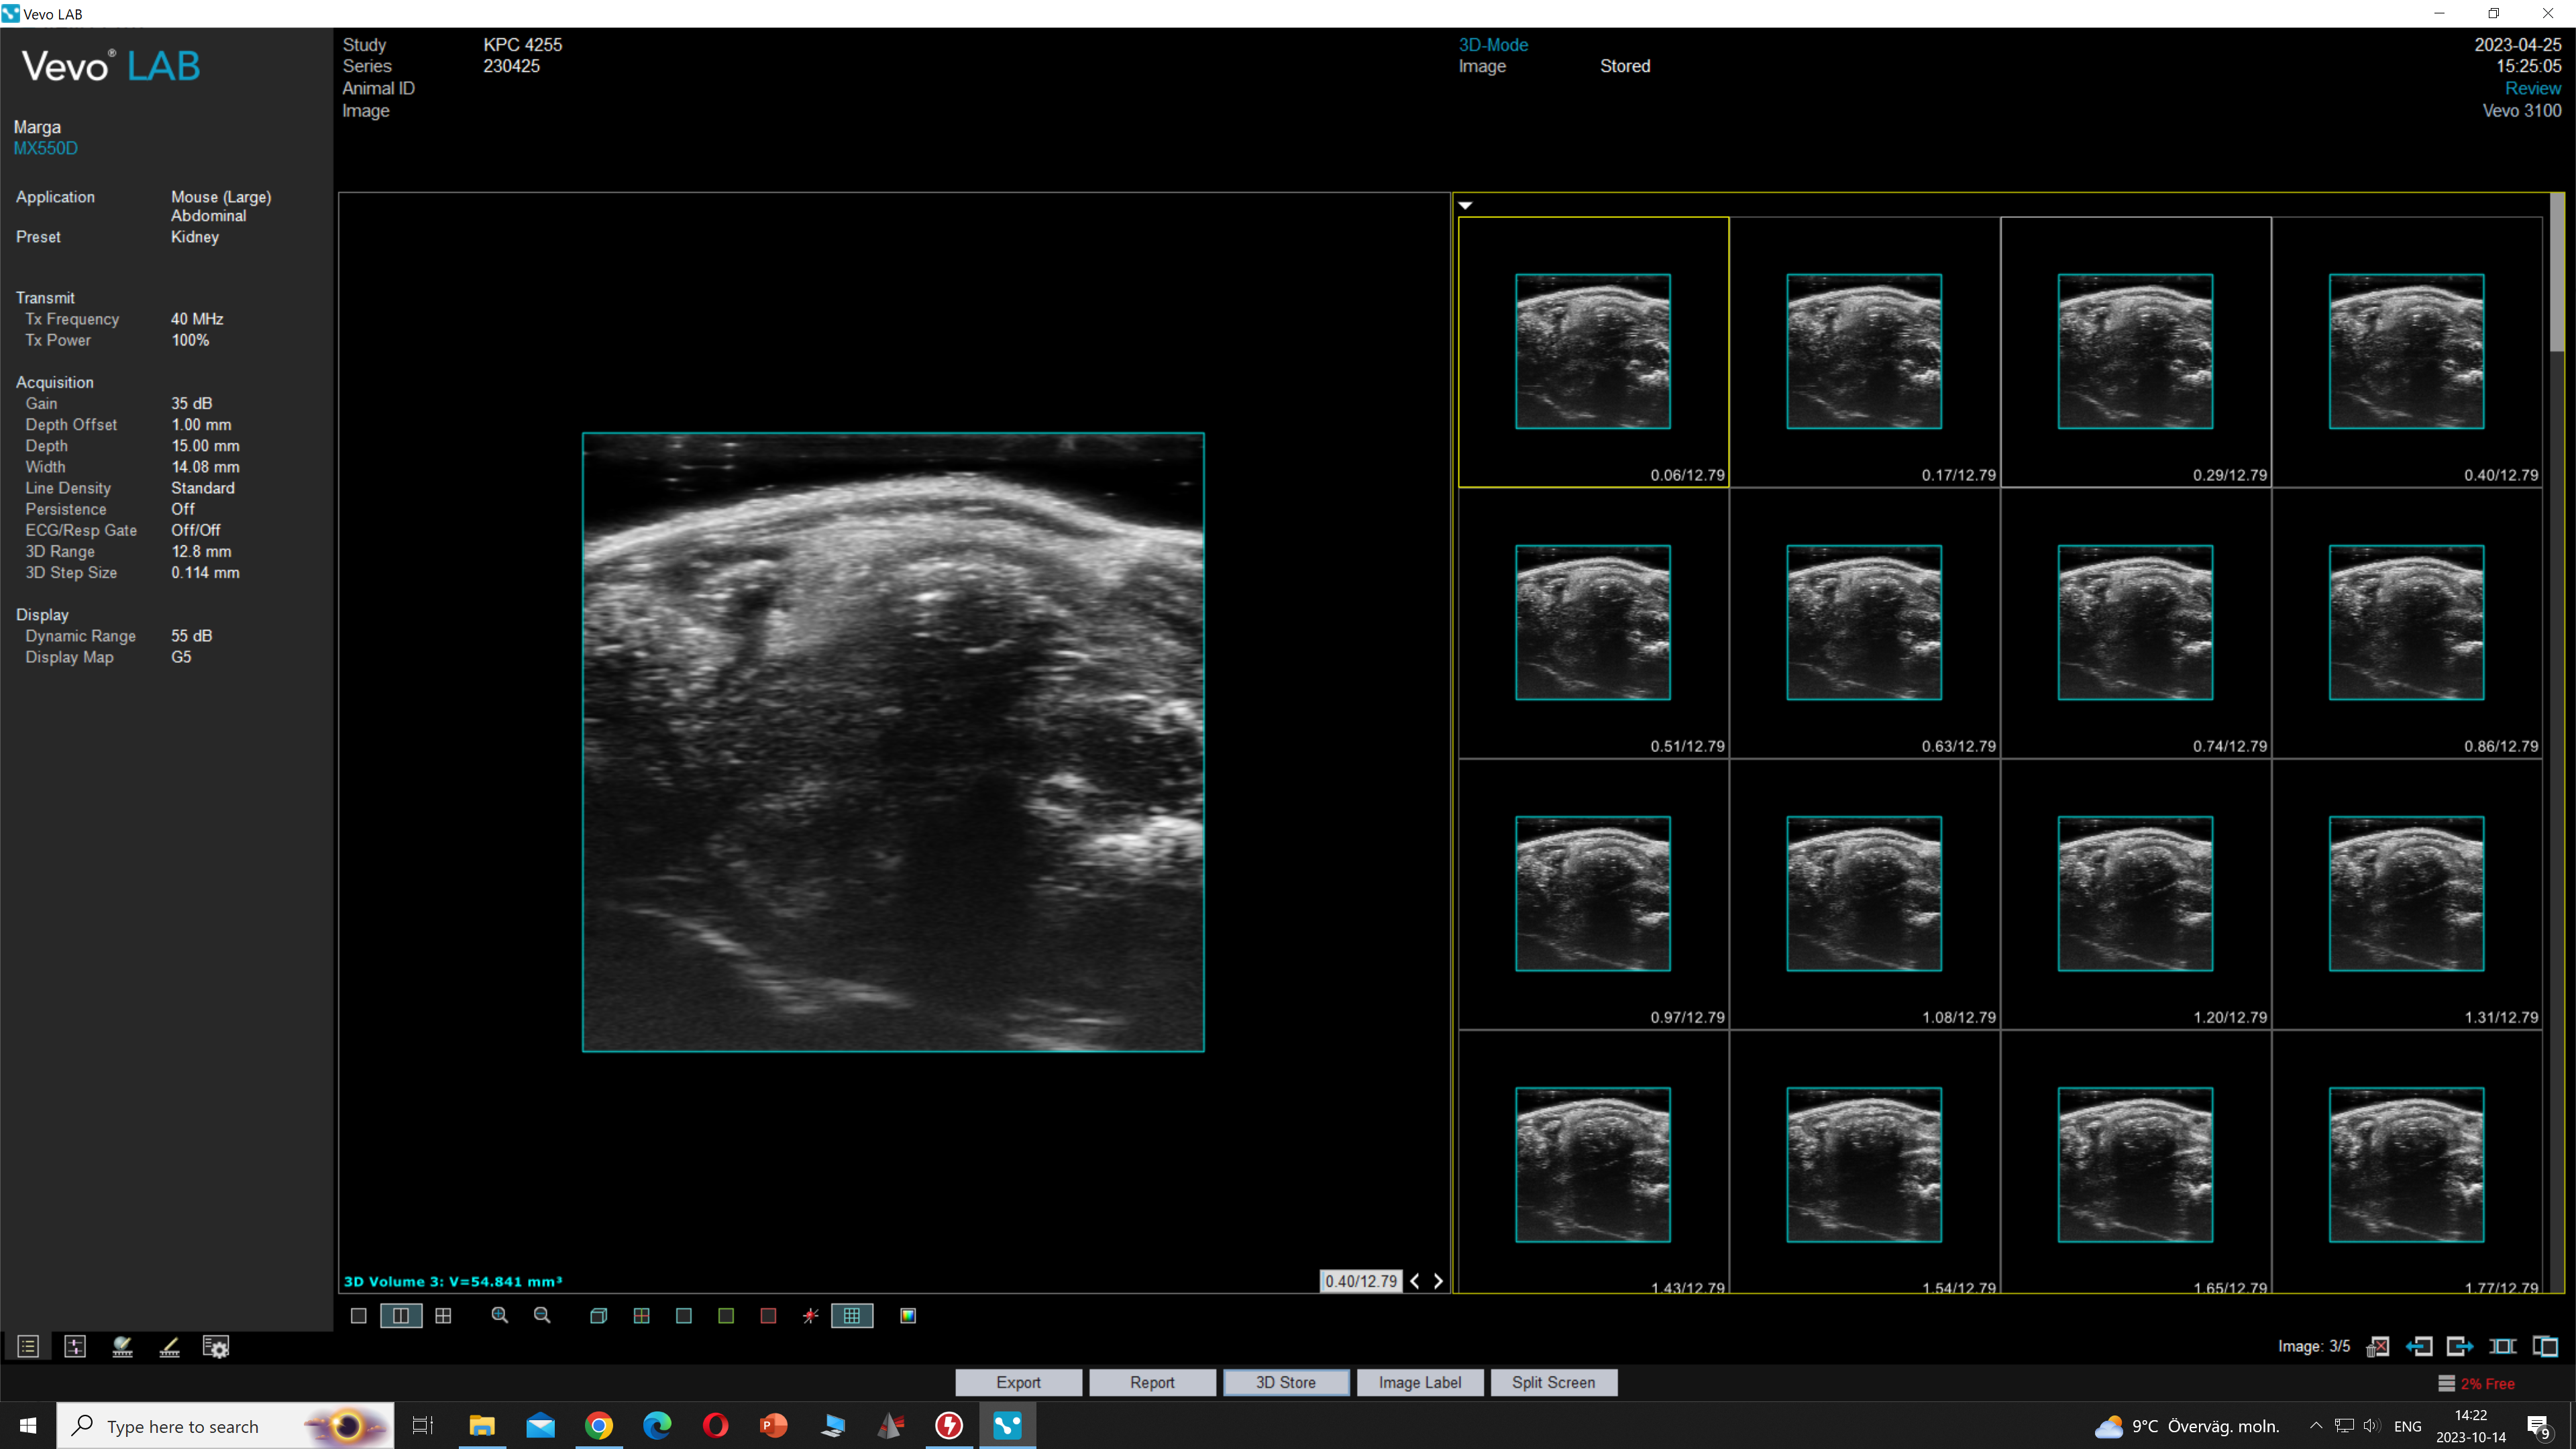 Vevo LAB
Vevo® LAB
Marga
MX550D
Application Mouse (Large)
Abdominal
Preset Kidney
Transmit
Tx Frequency 40 MHz
Tx Power 100%
Acquisition
Gain 35 dB
Depth Offset 1.00 mm
Depth 15.00 mm
Width 14.08 mm
Line Density Standard
Persistence Off
ECG/Resp Gate Off/Off
3D Range 12.8 mm
3D Step Size 0.114 mm
Display
Dynamic Range 55 dB
Display Map G5
Study KPC 4255
Series 230425
Animal ID
Image
3D-Mode
Image Stored
2023-04-25
15:25:05
Review
Vevo 3100
0.06/12.79 0.17/12.79 0.29/12.79 0.40/12.79
0.51/12.79 0.63/12.79 0.74/12.79 0.86/12.79
0.97/12.79 1.08/12.79 1.20/12.79 1.31/12.79
1.43/12.79 1.54/12.79 1.65/12.79 1.77/12.79
3D Volume 3: V=54.841 mm³
0.40/12.79
Image: 3/5
Export Report 3D Store Image Label Split Screen
2% Free
Type here to search
9°C Överväg. moln.
ENG
14:22
2023-10-14
9